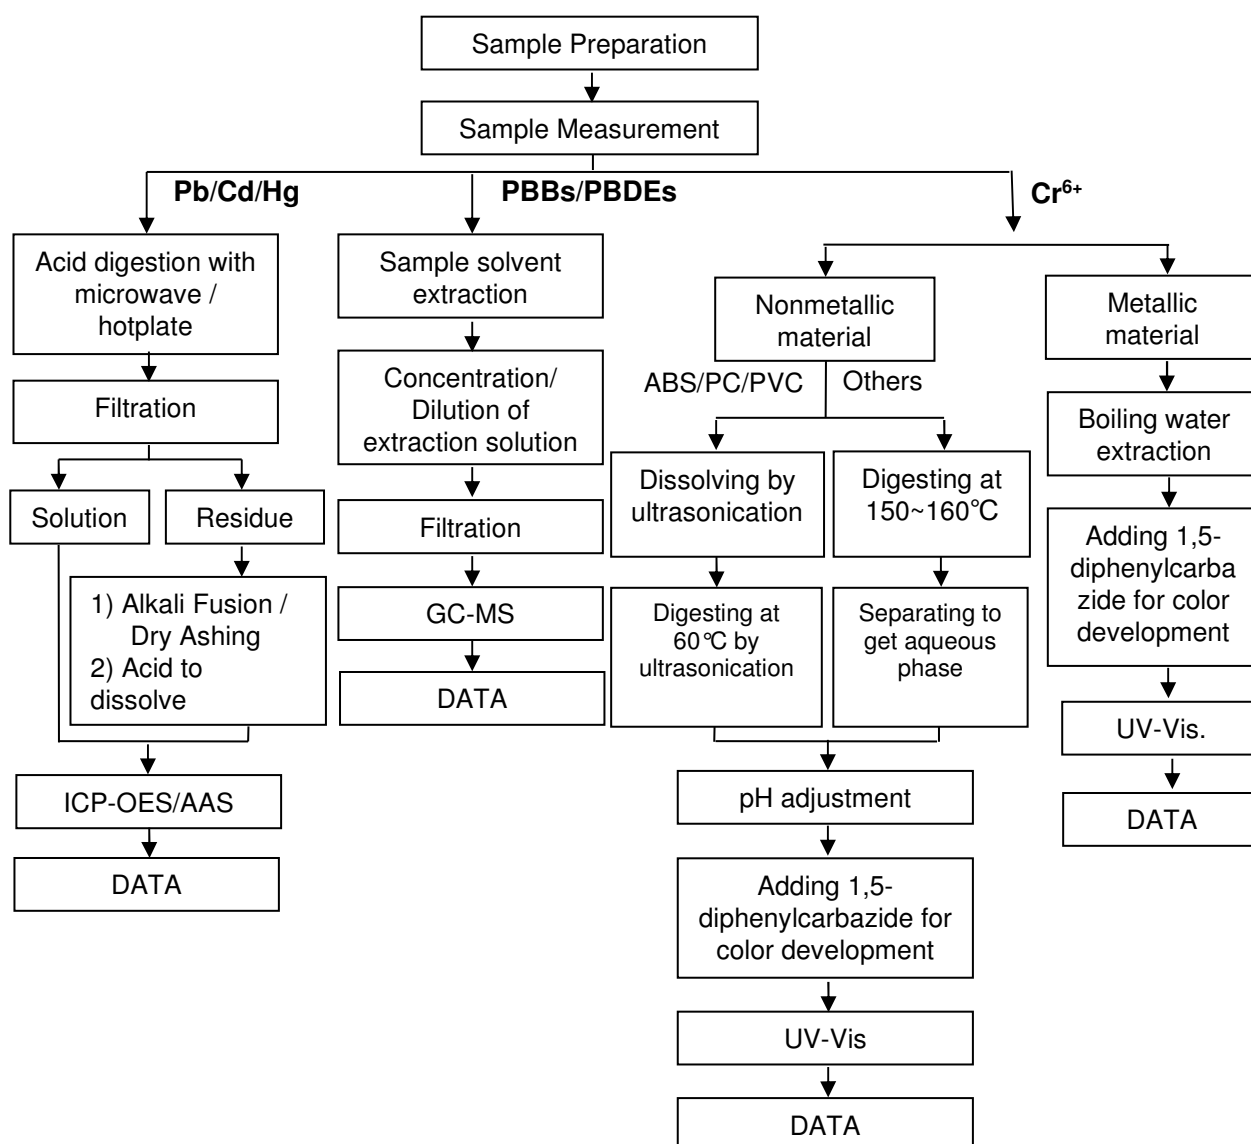 Sample Preparation
Sample Measurement
Pb/Cd/Hg
PBBs/PBDEs
Cr⁶⁺
Acid digestion with
microwave /
hotplate
Filtration
Solution
Residue
1) Alkali Fusion /
Dry Ashing
2) Acid to
dissolve
ICP-OES/AAS
DATA
Sample solvent
extraction
Concentration/
Dilution of
extraction solution
Filtration
GC-MS
DATA
Nonmetallic
material
ABS/PC/PVC
Others
Dissolving by
ultrasonication
Digesting at
150~160℃
Digesting at
60℃ by
ultrasonication
Separating to
get aqueous
phase
pH adjustment
Adding 1,5-
diphenylcarbazide for
color development
UV-Vis
DATA
Metallic
material
Boiling water
extraction
Adding 1,5-
diphenylcarba
zide for color
development
UV-Vis.
DATA